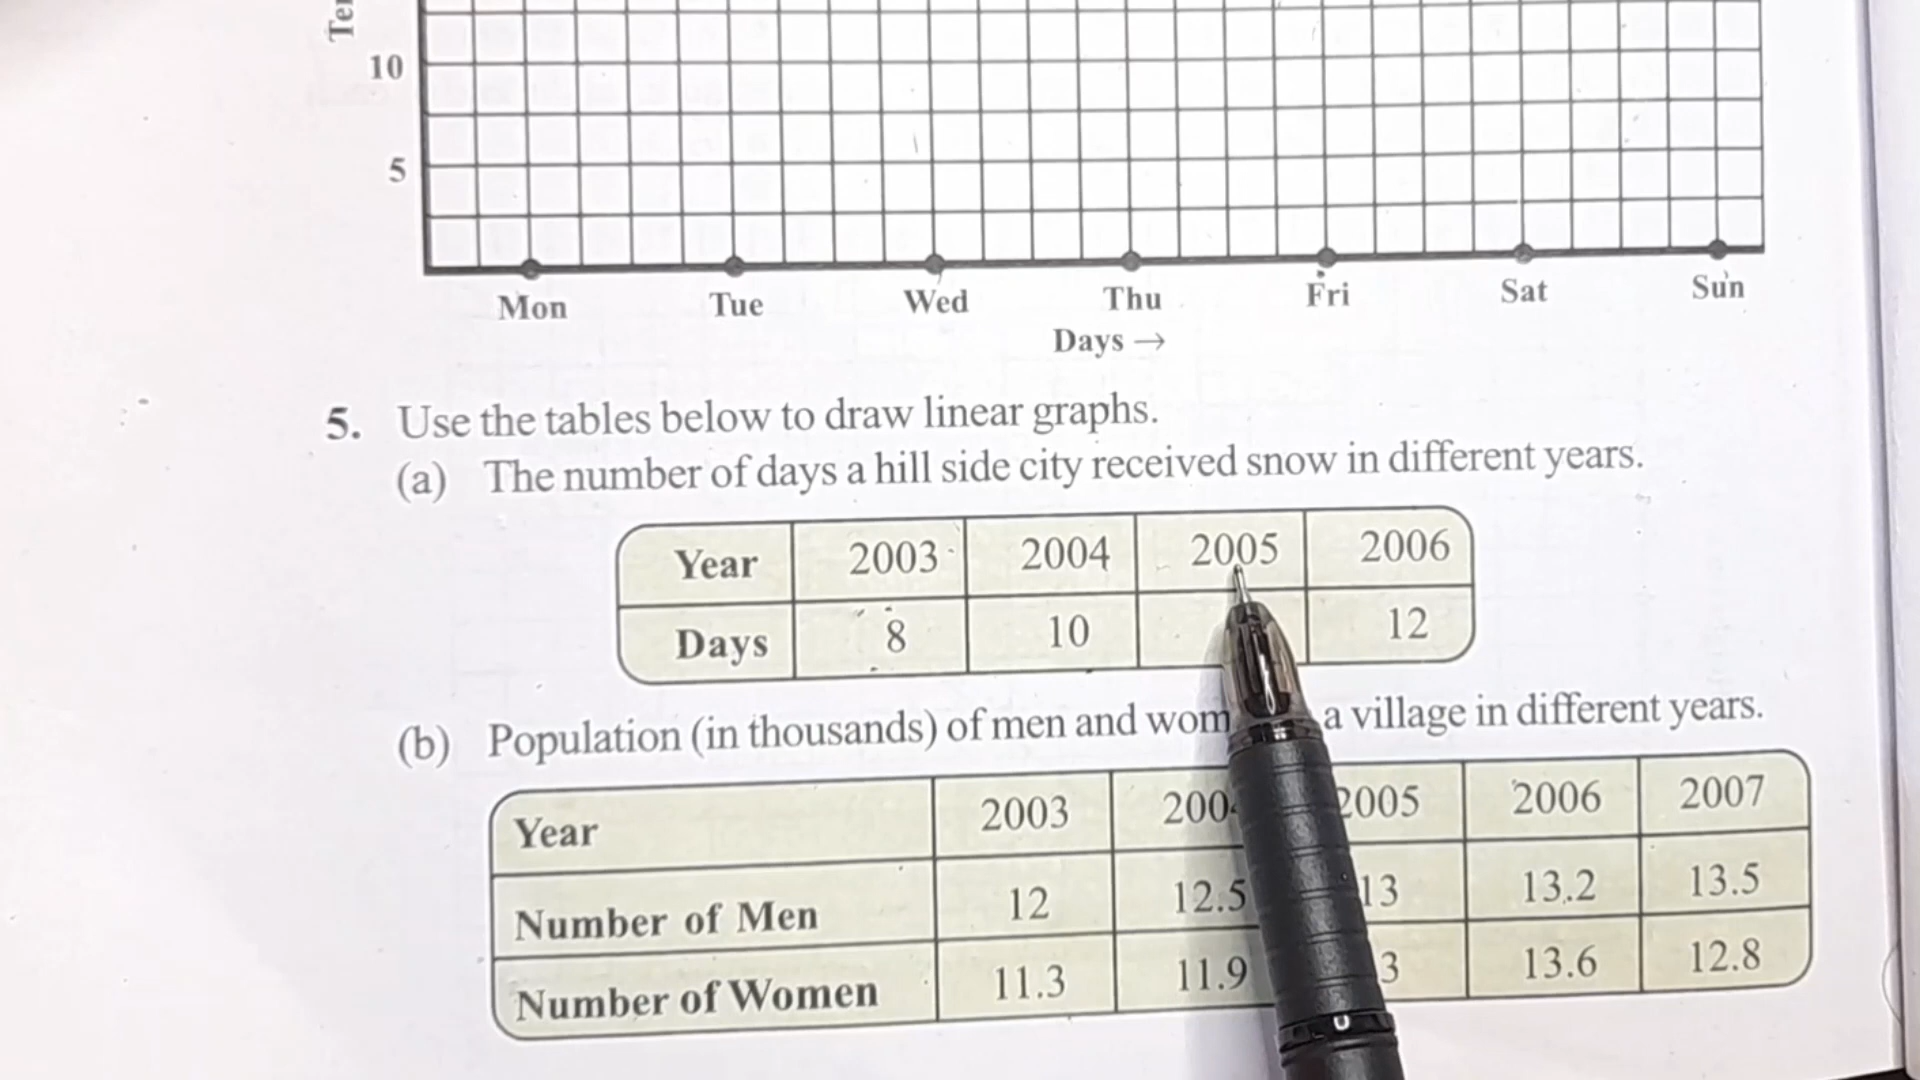 10
5
Mon Tue Wed Thu Fri Sat Sun
Days →
5. Use the tables below to draw linear graphs.
(a) The number of days a hill side city received snow in different years.
Year 2003 2004 2005 2006
Days 8 10 12
(b) Population (in thousands) of men and a village in different years.
Year 2003 2005 2006 2007
Number of Men 12 12.5 13 13.2 13.5
Number of Women 11.3 11.9 13.6 12.8